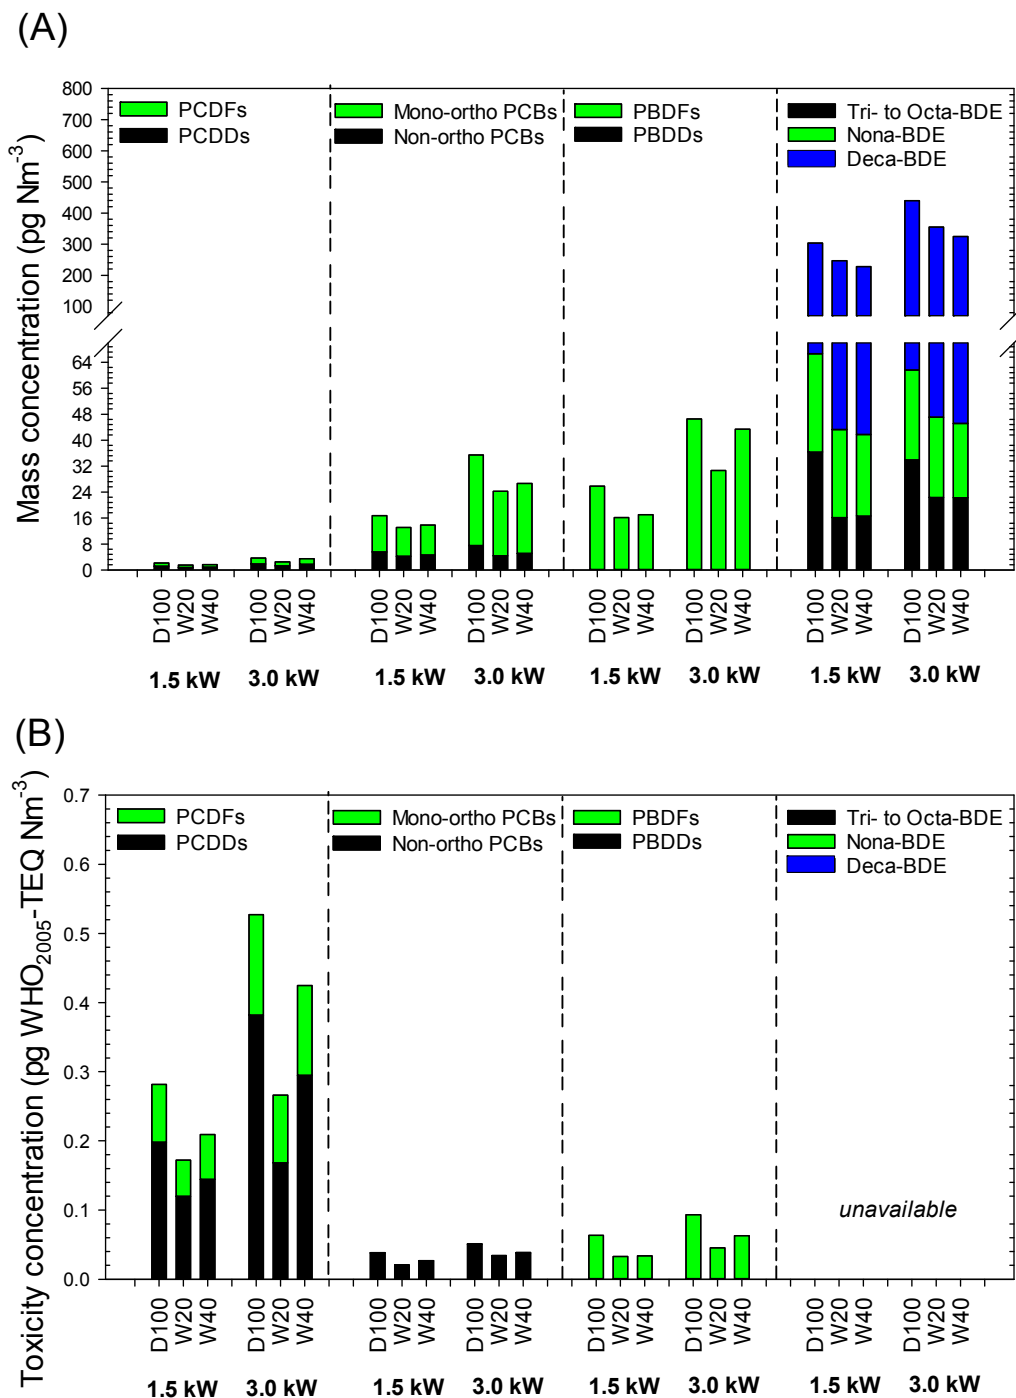 (A)
Mass concentration (pg Nm⁻³)
800
700
600
500
400
300
200
100
64
56
48
40
32
24
16
8
0
PCDFs
PCDDs
Mono-ortho PCBs
Non-ortho PCBs
PBDFs
PBDDs
Tri- to Octa-BDE
Nona-BDE
Deca-BDE
D100 W20 W40 D100 W20 W40 D100 W20 W40 D100 W20 W40 D100 W20 W40 D100 W20 W40 D100 W20 W40 D100 W20 W40
1.5 kW 3.0 kW 1.5 kW 3.0 kW 1.5 kW 3.0 kW 1.5 kW 3.0 kW
(B)
Toxicity concentration (pg WHO₂₀₀₅-TEQ Nm⁻³)
0.7
0.6
0.5
0.4
0.3
0.2
0.1
0.0
PCDFs
PCDDs
Mono-ortho PCBs
Non-ortho PCBs
PBDFs
PBDDs
Tri- to Octa-BDE
Nona-BDE
Deca-BDE
unavailable
D100 W20 W40 D100 W20 W40 D100 W20 W40 D100 W20 W40 D100 W20 W40 D100 W20 W40 D100 W20 W40 D100 W20 W40
1.5 kW 3.0 kW 1.5 kW 3.0 kW 1.5 kW 3.0 kW 1.5 kW 3.0 kW